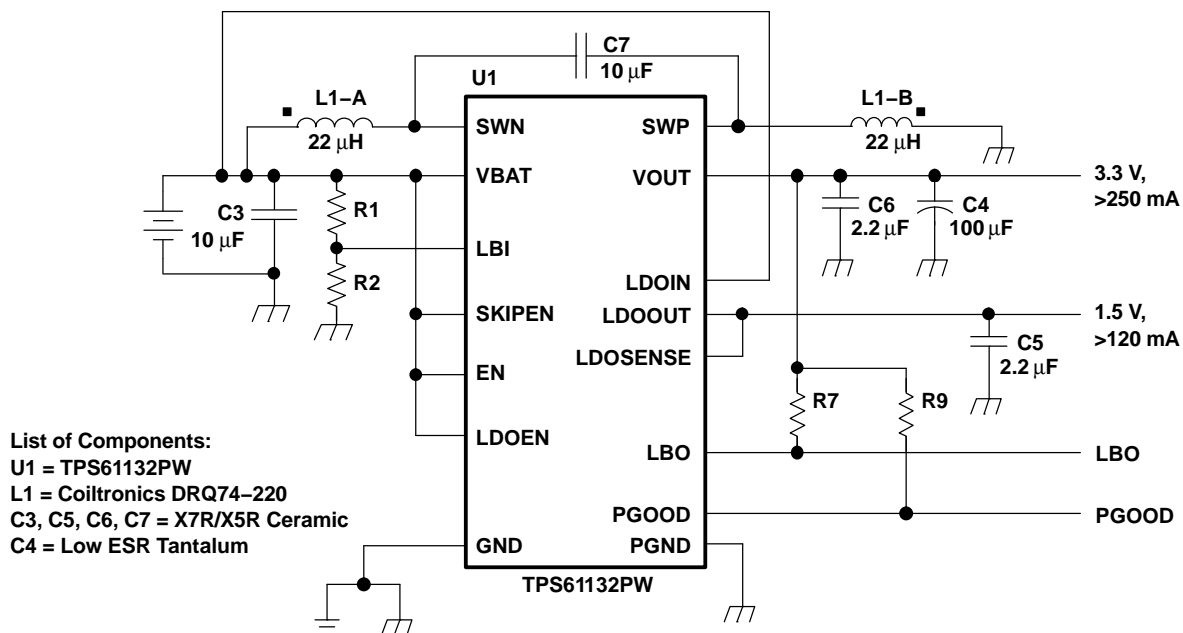 C7
10 μF
U1
L1–A
22 μH
L1–B
22 μH
SWN
SWP
VBAT
VOUT
3.3 V,
>250 mA
C3
10 μF
R1
C6
2.2 μF
C4
100 μF
LBI
R2
LDOIN
SKIPEN
LDOOUT
1.5 V,
>120 mA
LDOSENSE
C5
2.2 μF
EN
R7
R9
LDOEN
LBO
LBO
List of Components:
U1 = TPS61132PW
L1 = Coiltronics DRQ74–220
C3, C5, C6, C7 = X7R/X5R Ceramic
C4 = Low ESR Tantalum
PGOOD
PGOOD
GND
PGND
TPS61132PW